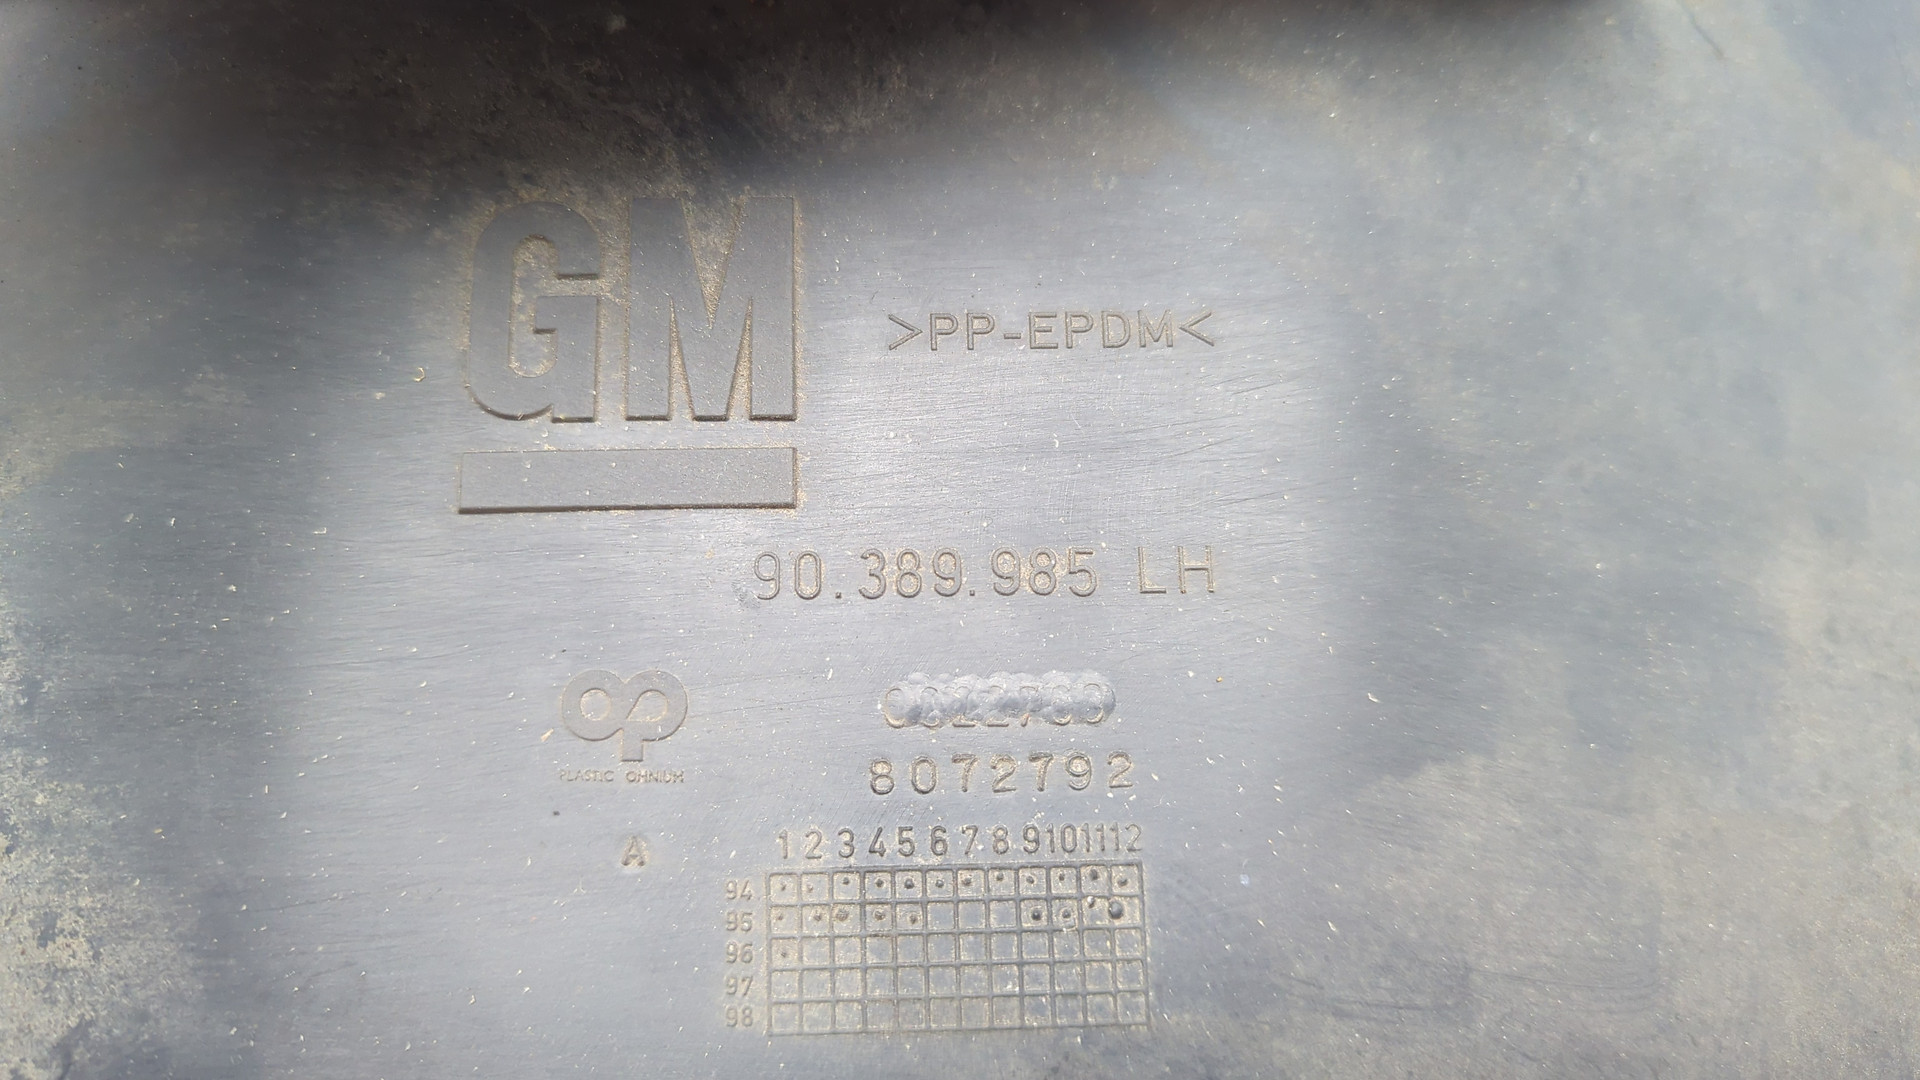 GM
>PP-EPDM<
90.389.985 LH
OP
PLASTIC OMNIUM
8072792
A
1 2 3 4 5 6 7 8 9 10 11 12
94
95
96
97
98